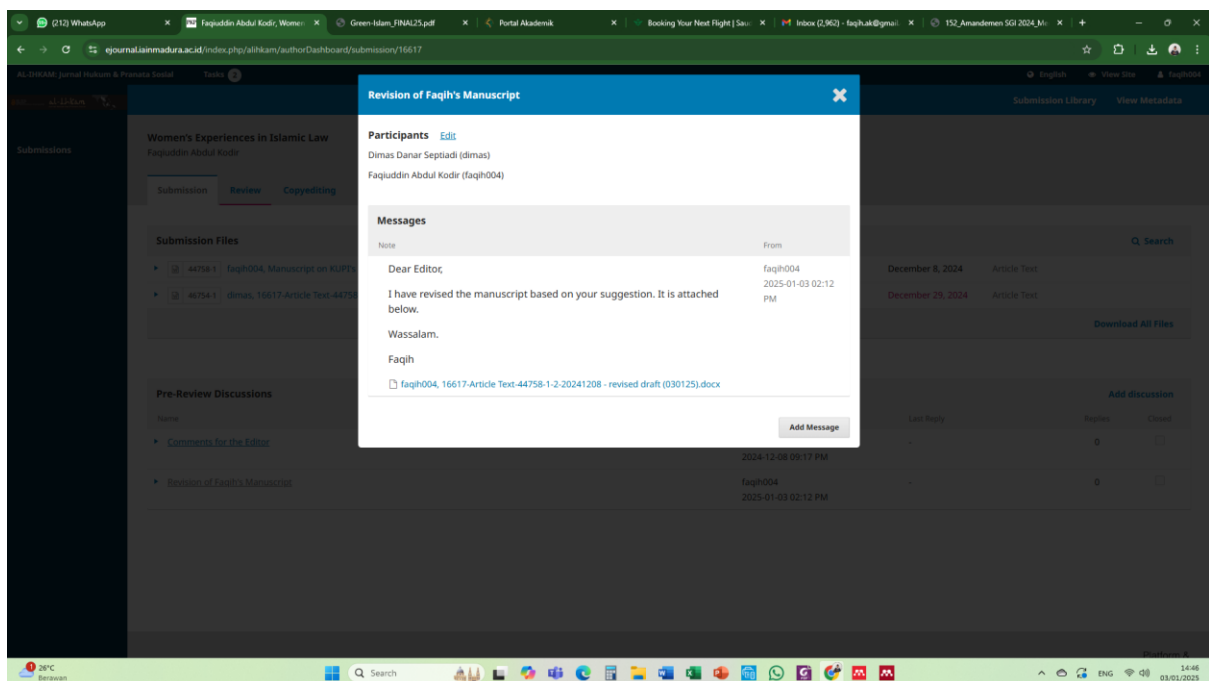 (212) WhatsApp
Faqiuddin Abdul Kodir, Women
Green-Islam_FINAL25.pdf
Portal Akademik
Booking Your Next Flight | Sau
Inbox (2,962) - faqih.ak@gmail.
152_Amandemen SGI 2024_Mc
ejournal.iainmadura.ac.id/index.php/alihkam/authorDashboard/submission/16617
AL-IHKAM: Jurnal Hukum & Pranata Sosial
Tasks 2
English
View Site
faqih004
Submission Library
View Metadata
Submissions
Women's Experiences in Islamic Law
Faqiuddin Abdul Kodir
Submission
Review
Copyediting
Revision of Faqih's Manuscript
Participants Edit
Dimas Danar Septiadi (dimas)
Faqiuddin Abdul Kodir (faqih004)
Messages
Note
From
Dear Editor,
I have revised the manuscript based on your suggestion. It is attached
below.
Wassalam.
Faqih
faqih004
2025-01-03 02:12
PM
faqih004, 16617-Article Text-44758-1-2-20241208 - revised draft (030125).docx
Add Message
Submission Files
Search
44758-1 faqih004, Manuscript on KUPI's
December 8, 2024
Article Text
46754-1 dimas, 16617-Article Text-44758
December 29, 2024
Article Text
Download All Files
Pre-Review Discussions
Add discussion
Name
Last Reply
Replies
Closed
Comments for the Editor
2024-12-08 09:17 PM
-
0
Revision of Faqih's Manuscript
faqih004
2025-01-03 02:12 PM
-
0
Platform &
1
26°C
Berawan
Search
ENG
14:46
03/01/2025